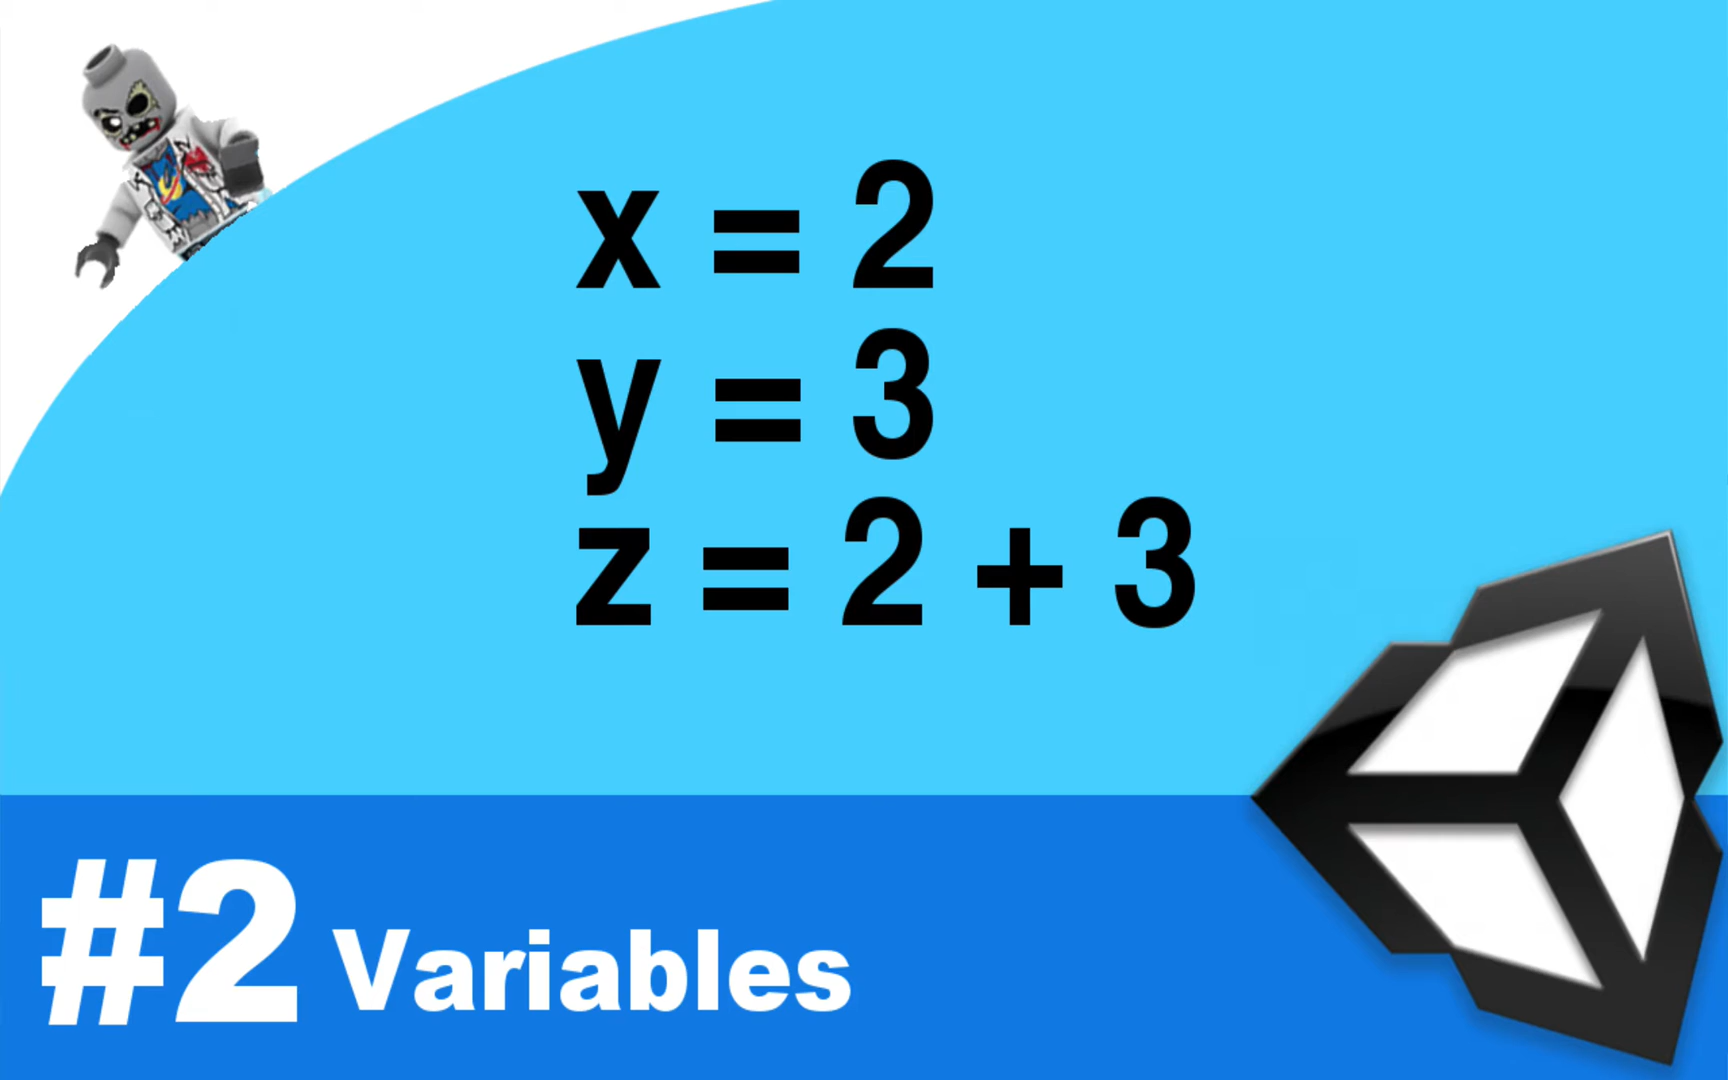 x = 2
y = 3
z = 2 + 3
#2 Variables